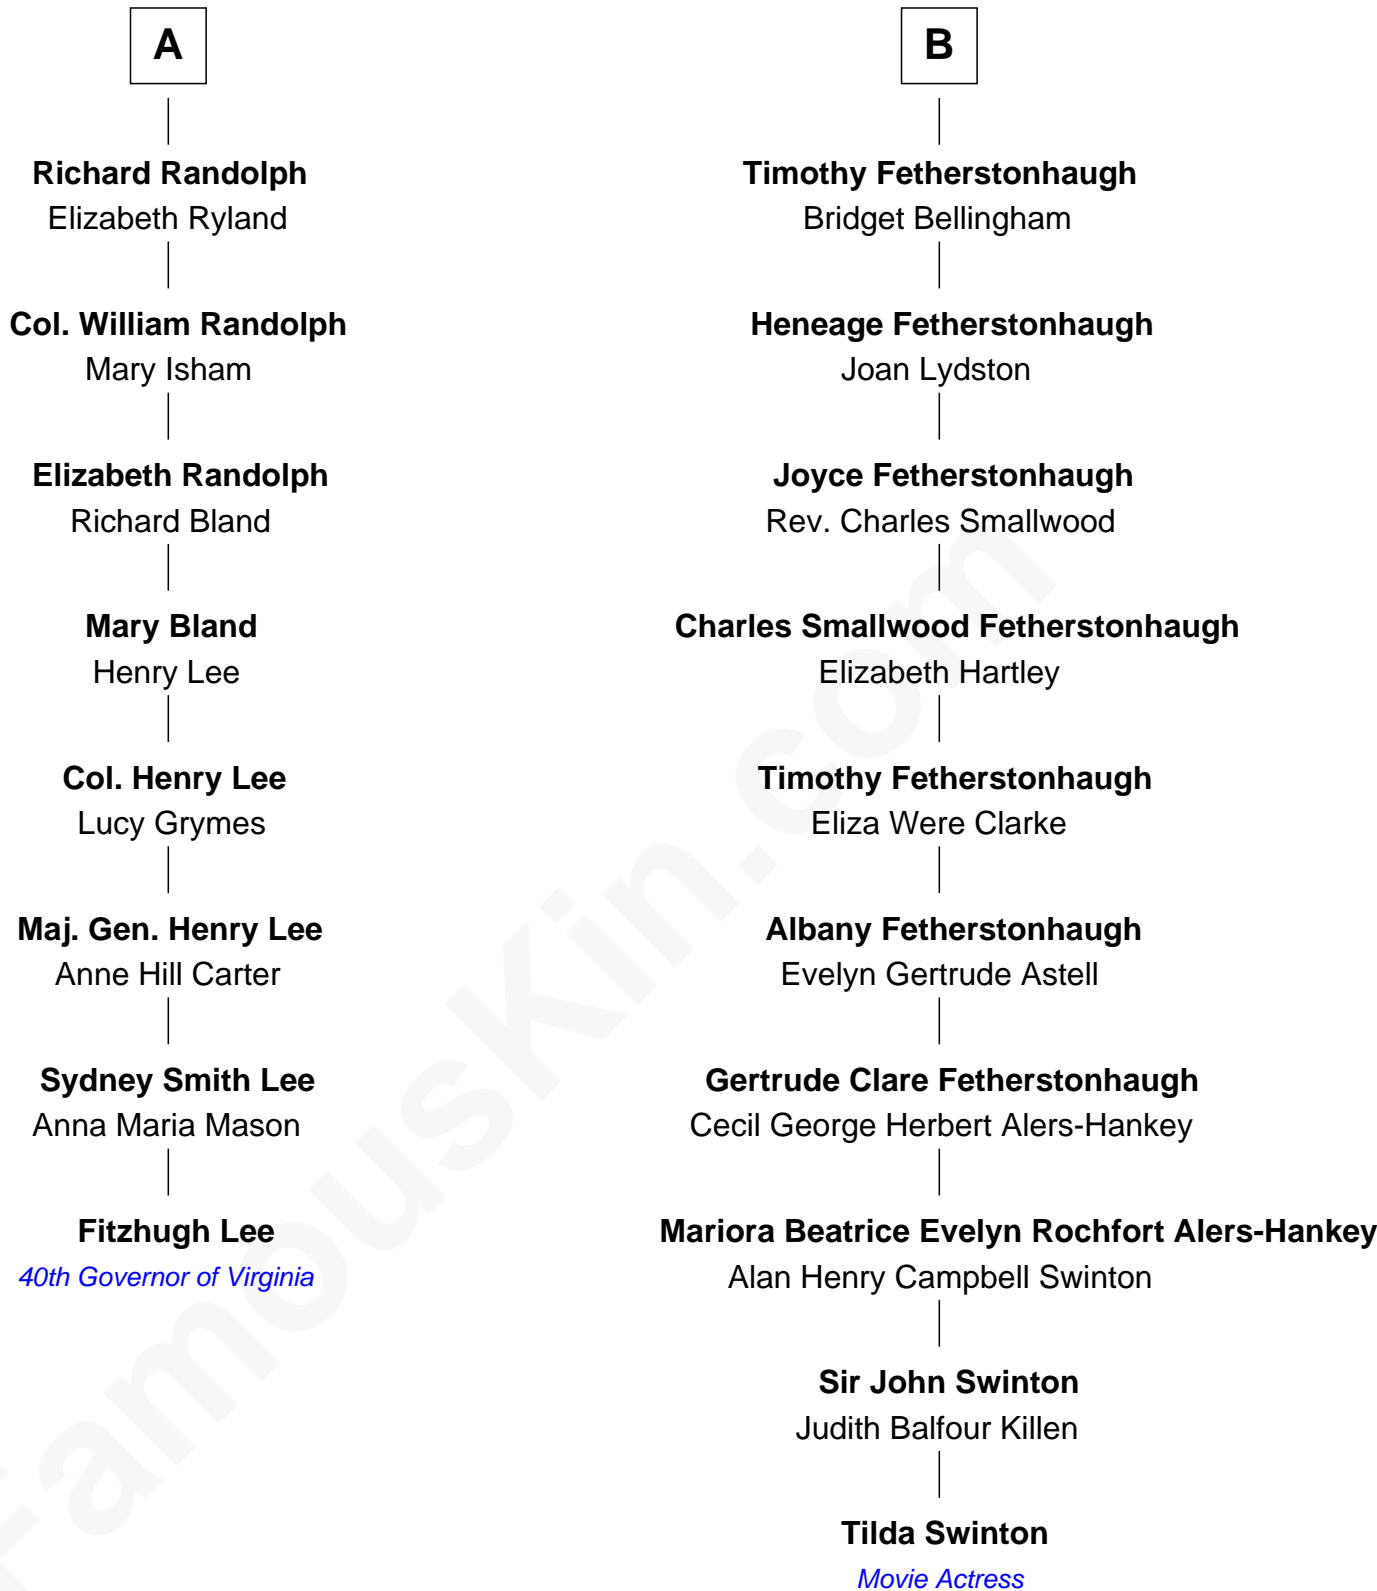 A
Richard Randolph
Elizabeth Ryland
Col. William Randolph
Mary Isham
Elizabeth Randolph
Richard Bland
Mary Bland
Henry Lee
Col. Henry Lee
Lucy Grymes
Maj. Gen. Henry Lee
Anne Hill Carter
Sydney Smith Lee
Anna Maria Mason
Fitzhugh Lee
40th Governor of Virginia
B
Timothy Fetherstonhaugh
Bridget Bellingham
Heneage Fetherstonhaugh
Joan Lydston
Joyce Fetherstonhaugh
Rev. Charles Smallwood
Charles Smallwood Fetherstonhaugh
Elizabeth Hartley
Timothy Fetherstonhaugh
Eliza Were Clarke
Albany Fetherstonhaugh
Evelyn Gertrude Astell
Gertrude Clare Fetherstonhaugh
Cecil George Herbert Alers-Hankey
Mariora Beatrice Evelyn Rochfort Alers-Hankey
Alan Henry Campbell Swinton
Sir John Swinton
Judith Balfour Killen
Tilda Swinton
Movie Actress
FamousKin.com